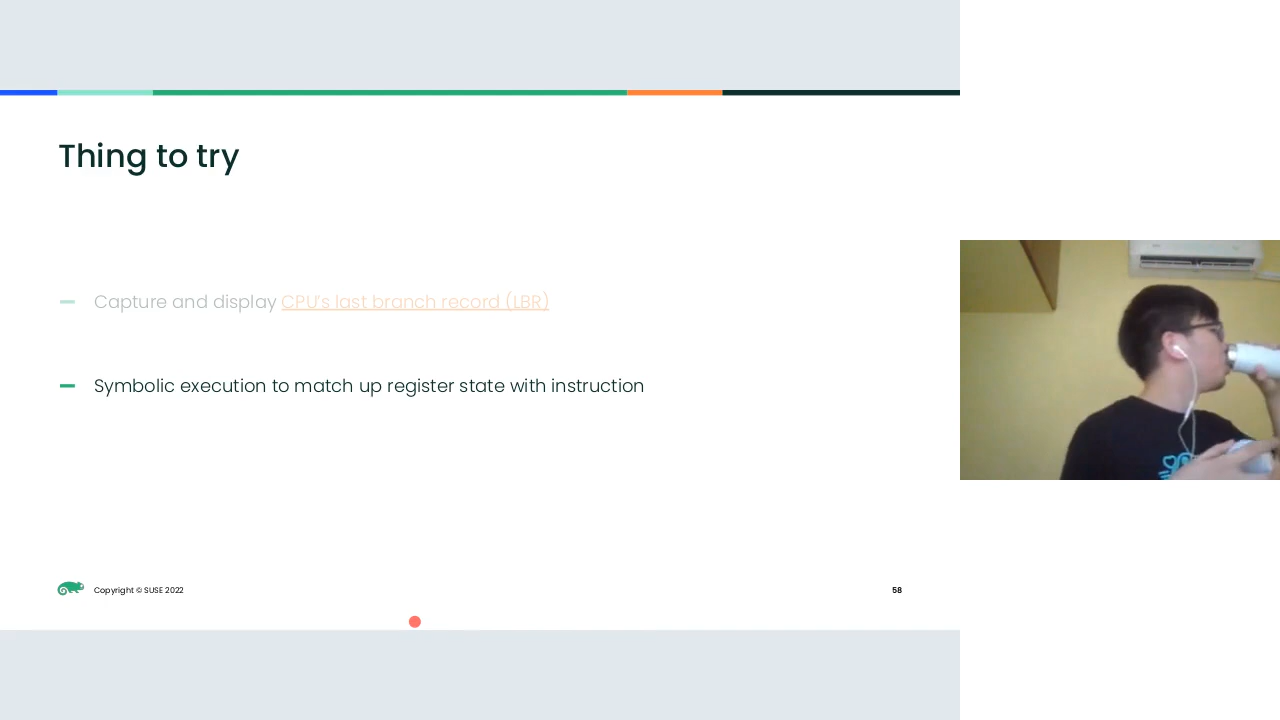 Thing to try
Capture and display CPU's last branch record (LBR)
Symbolic execution to match up register state with instruction
Copyright © SUSE 2022
58